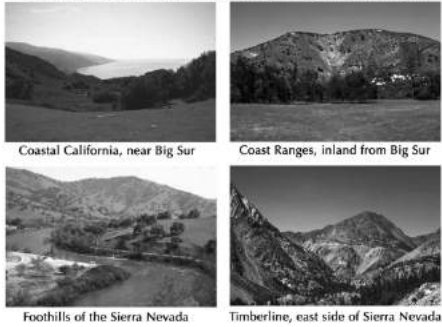 Coastal California, near Big Sur
Coast Ranges, inland from Big Sur
Foothills of the Sierra Nevada
Timberline, east side of Sierra Nevada